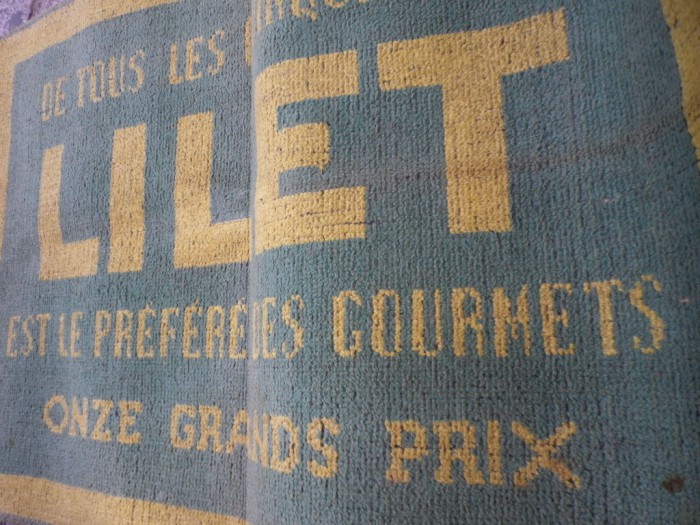 DE TOUS LES
LILET
EST LE PRÉFÉRÉ DES GOURMETS
ONZE GRANDS PRIX